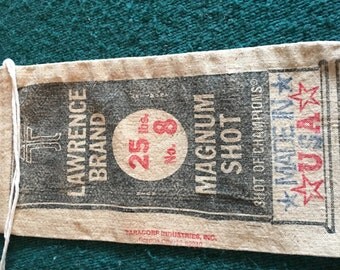 LAWRENCE
BRAND
25 lbs.
No. 8
MAGNUM
SHOT
SHOT OF CHAMPIONS
MADE IN
USA
TARACORP INDUSTRIES, INC.